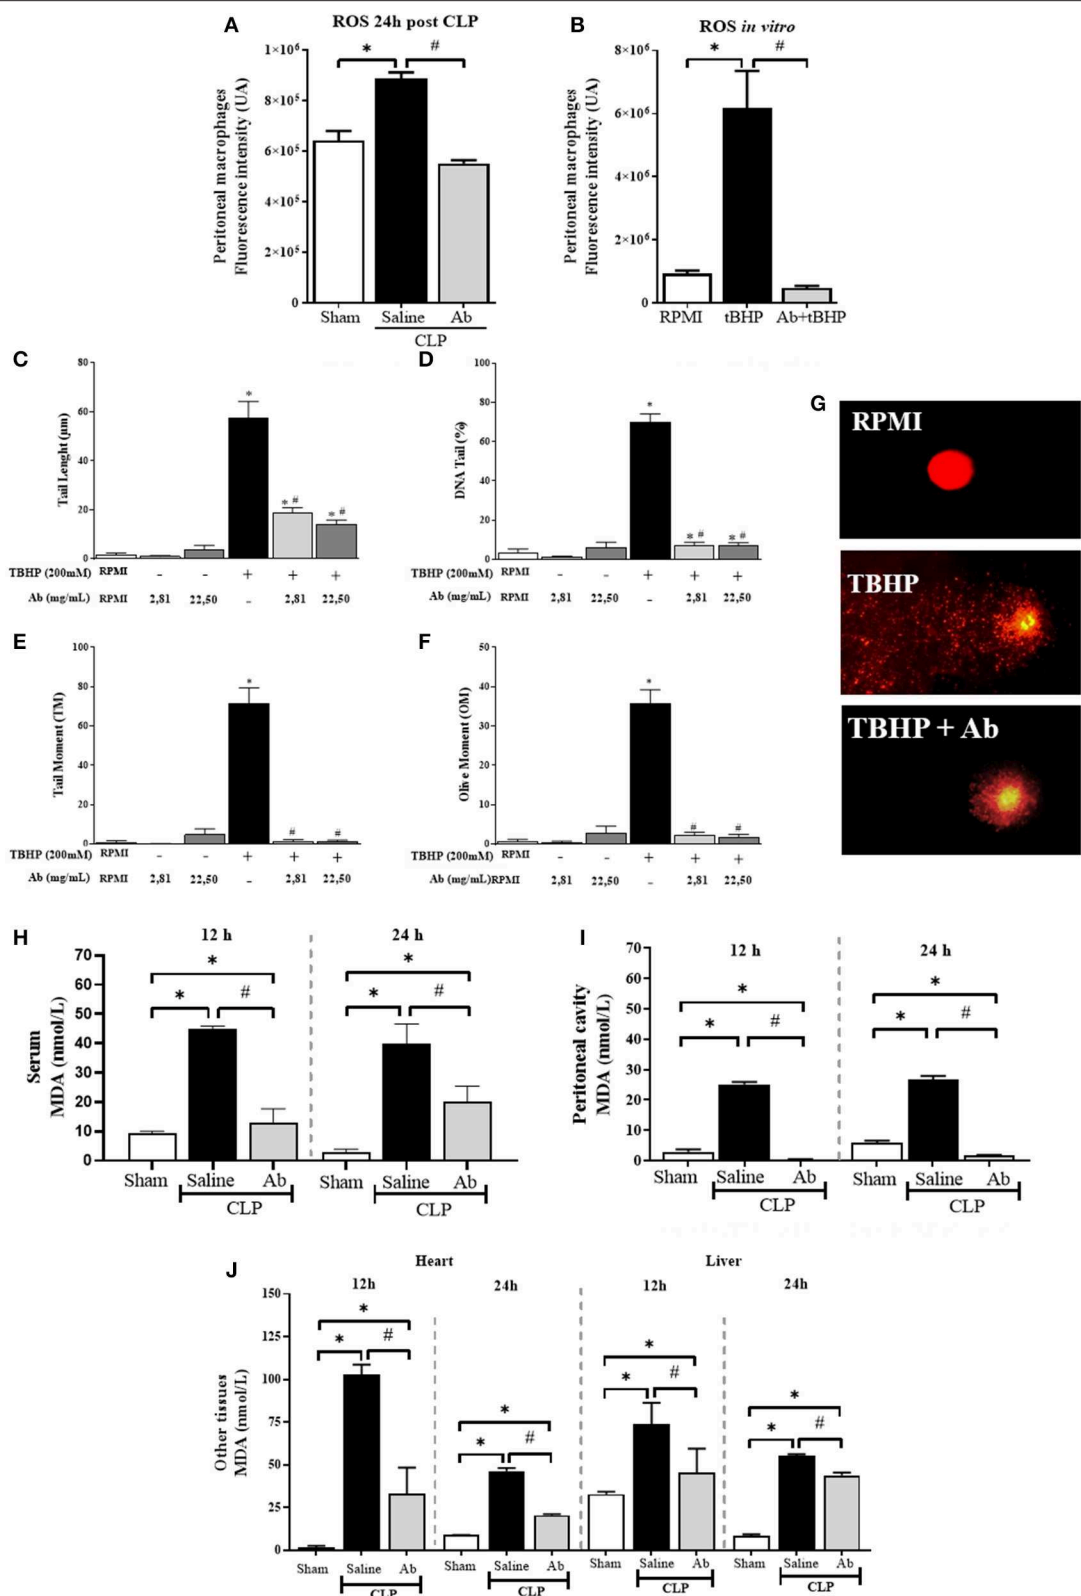 A
ROS 24h post CLP
Peritoneal macrophages
Fluorescence intensity (UA)
1×10⁶
8×10⁵
6×10⁵
4×10⁵
2×10⁵
0
*
#
Sham
Saline
Ab
CLP
B
ROS in vitro
Peritoneal macrophages
Fluorescence intensity (UA)
8×10⁶
6×10⁶
4×10⁶
2×10⁶
0
*
#
RPMI
tBHP
Ab+tBHP
C
Tail Lenght (µm)
80
60
40
20
0
*
* #
* #
TBHP (200mM) RPMI - - + + +
Ab (mg/mL) RPMI 2,81 22,50 - 2,81 22,50
D
DNA Tail (%)
100
80
60
40
20
0
*
* #
* #
TBHP (200mM) RPMI - - + + +
Ab (mg/mL) RPMI 2,81 22,50 - 2,81 22,50
E
Tail Moment (TM)
100
80
60
40
20
0
*
#
#
TBHP (200mM) RPMI - - + + +
Ab (mg/mL) RPMI 2,81 22,50 - 2,81 22,50
F
Olive Moment (OM)
50
40
30
20
10
0
*
#
#
TBHP (200mM) RPMI - - + + +
Ab (mg/mL)RPMI 2,81 22,50 - 2,81 22,50
G
RPMI
TBHP
TBHP + Ab
H
12 h
24 h
Serum
MDA (nmol/L)
70
60
50
40
30
20
10
0
*
* #
*
* #
Sham Saline Ab
CLP
Sham Saline Ab
CLP
I
12 h
24 h
Peritoneal cavity
MDA (nmol/L)
70
60
50
40
30
20
10
0
*
* #
*
* #
Sham Saline Ab
CLP
Sham Saline Ab
CLP
J
Heart
Liver
12h
24h
12h
24h
Other tissues
MDA (nmol/L)
150
125
100
75
50
25
0
*
* #
*
* #
*
* #
*
* #
Sham Saline Ab
CLP
Sham Saline Ab
CLP
Sham Saline Ab
CLP
Sham Saline Ab
CLP